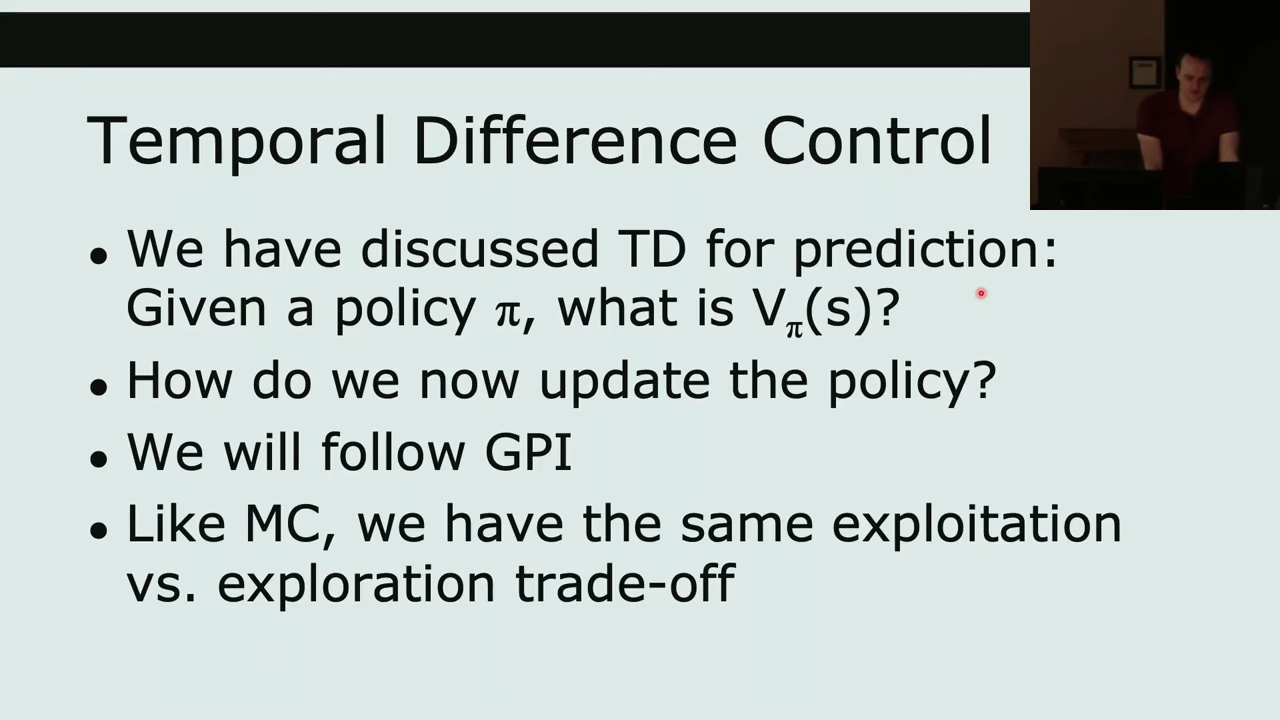 Temporal Difference Control
• We have discussed TD for prediction:
Given a policy π, what is Vπ(s)?
• How do we now update the policy?
• We will follow GPI
• Like MC, we have the same exploitation
vs. exploration trade-off